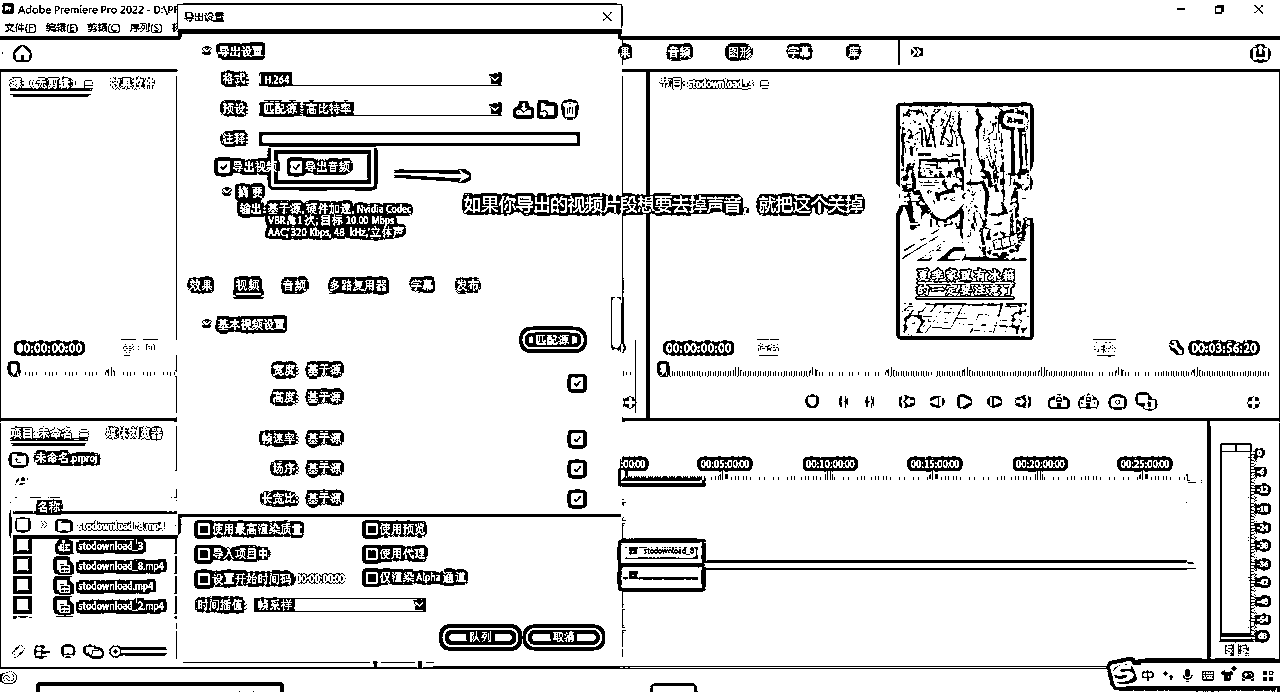 Adobe Premiere Pro 2022 - D:\PR
文件(F) 编辑(E) 剪辑(C) 序列(S)
导出设置
导出设置
格式: H.264
预设: 匹配源 - 高比特率
注释:
导出视频 导出音频
摘要
输出: 基于源, 硬件加速, Nvidia Codec
VBR, 1 次, 目标 10.00 Mbps
AAC, 320 Kbps, 48 kHz, 立体声
如果你导出的视频片段想要去掉声音，就把这个关掉
效果 视频 音频 多路复用器 字幕 发布
基本视频设置
匹配源
宽度: 基于源
高度: 基于源
帧速率: 基于源
场序: 基于源
长宽比: 基于源
使用最高渲染质量 使用预览
导入项目中 使用代理
设置开始时间码 00:00:00:00 仅渲染 Alpha 通道
时间插值: 帧采样
队列 取消
果 音频 图形 字幕 库
源: (无剪辑) 效果控件
00:00:00:00
节目: stodownload_
00:00:00:00
00:03:56:20
项目: 未命名 媒体浏览器
未命名.prproj
名称
stodownload_3
stodownload_8.mp4
stodownload.mp4
stodownload_2.mp4
:00:00 00:05:00:00 00:10:00:00 00:15:00:00 00:20:00:00 00:25:00:00
中